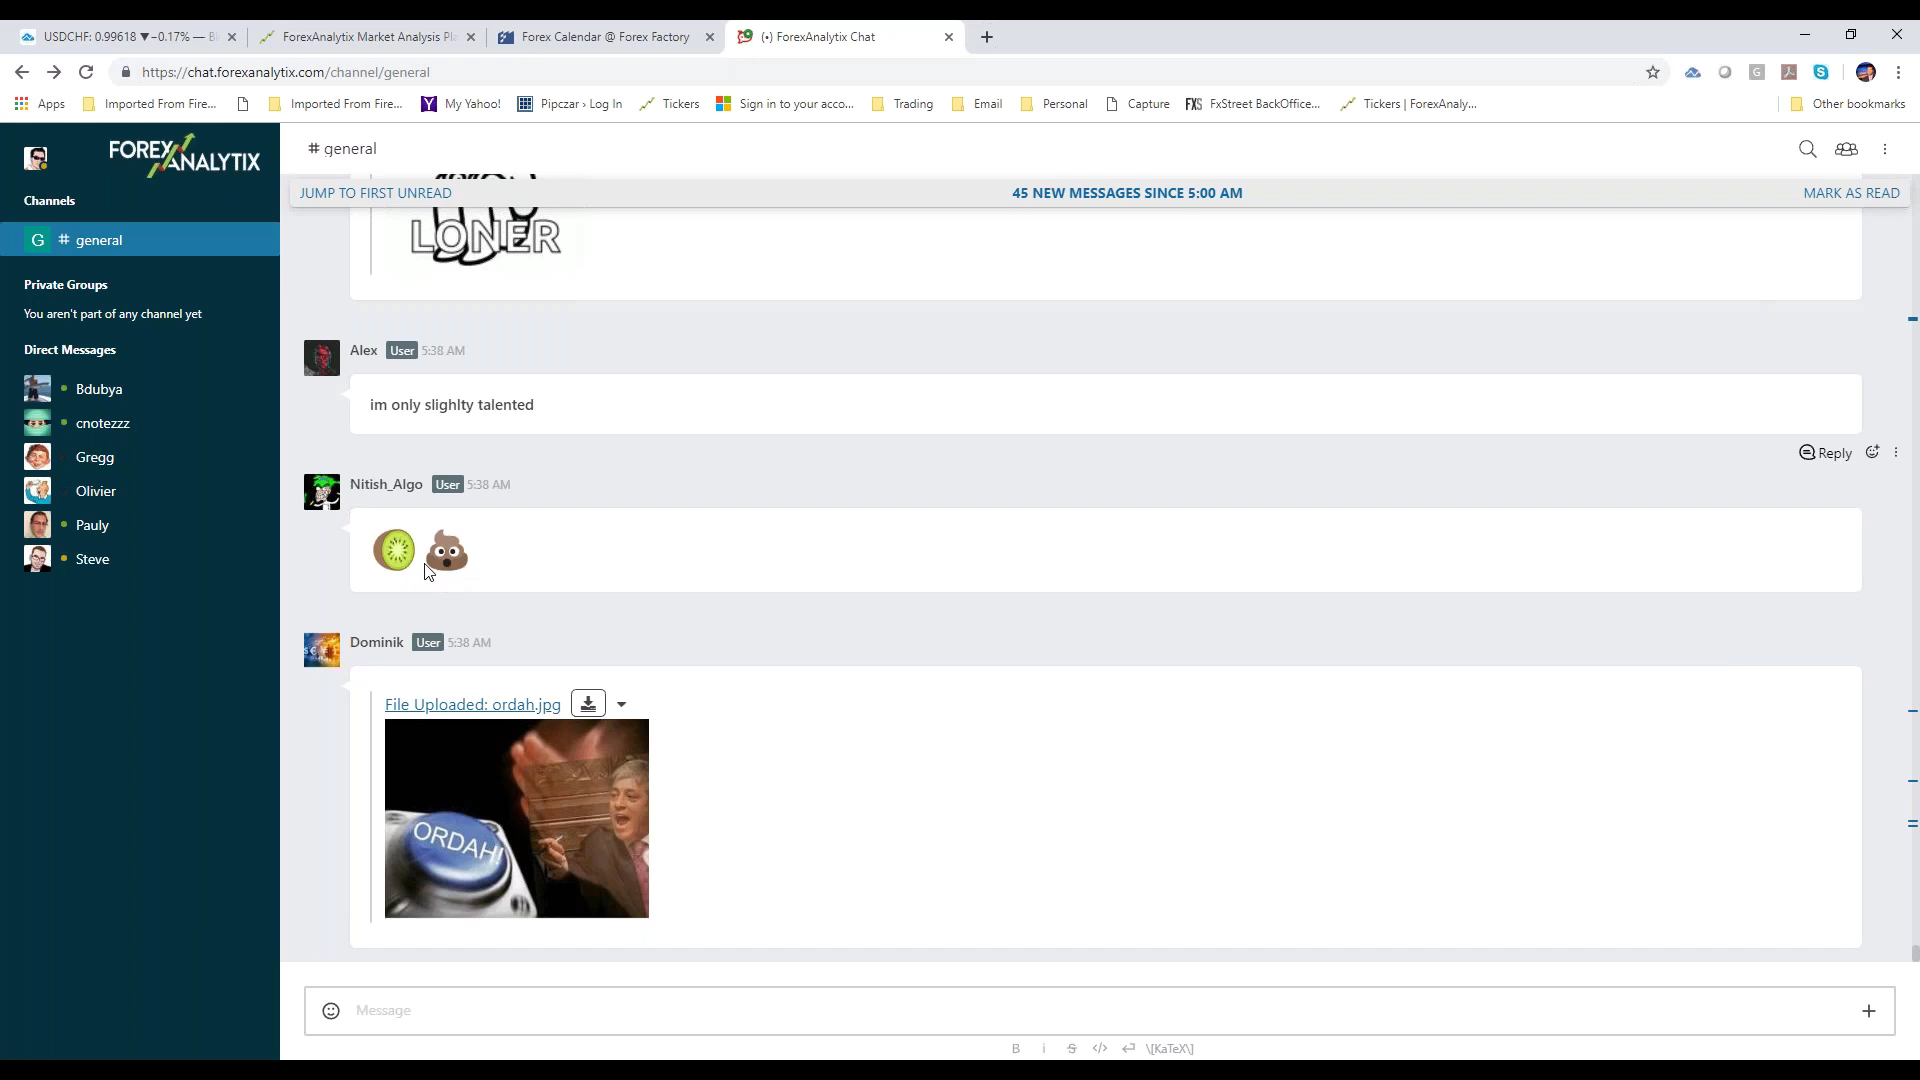 USDCHF: 0.99618 ▼−0.17% — Bl
ForexAnalytix Market Analysis Pla
Forex Calendar @ Forex Factory
(•) ForexAnalytix Chat
https://chat.forexanalytix.com/channel/general
Apps
Imported From Fire...
Imported From Fire...
My Yahoo!
Pipczar › Log In
Tickers
Sign in to your acco...
Trading
Email
Personal
Capture
FXS FxStreet BackOffice...
Tickers | ForexAnaly...
Other bookmarks
FOREX ANALYTIX
Channels
G # general
Private Groups
You aren't part of any channel yet
Direct Messages
Bdubya
cnotezzz
Gregg
Olivier
Pauly
Steve
# general
JUMP TO FIRST UNREAD
45 NEW MESSAGES SINCE 5:00 AM
MARK AS READ
LONER
Alex User 5:38 AM
im only slighlty talented
Reply
Nitish_Algo User 5:38 AM
Dominik User 5:38 AM
File Uploaded: ordah.jpg
ORDAH!
Message
B i S </> \[KaTeX\]